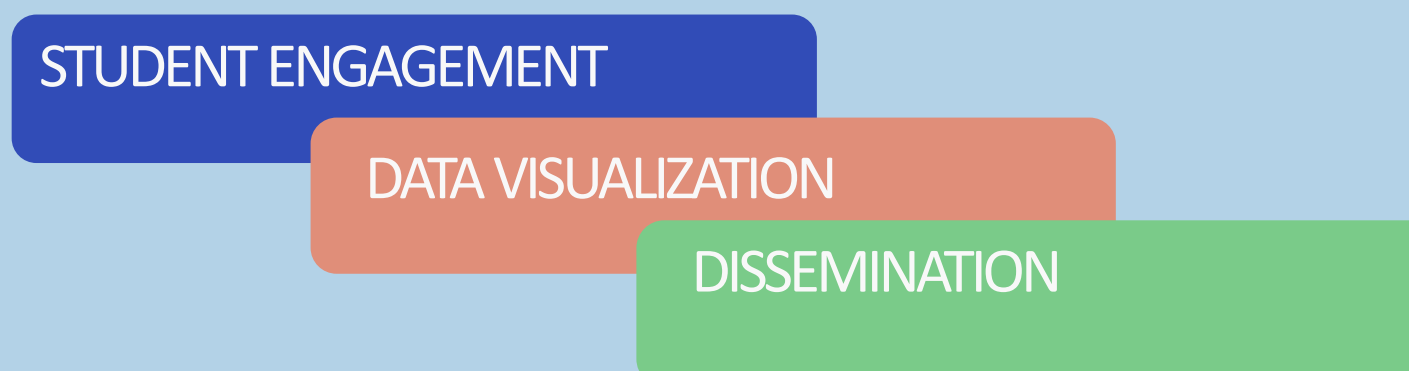 STUDENT ENGAGEMENT
DATA VISUALIZATION
DISSEMINATION